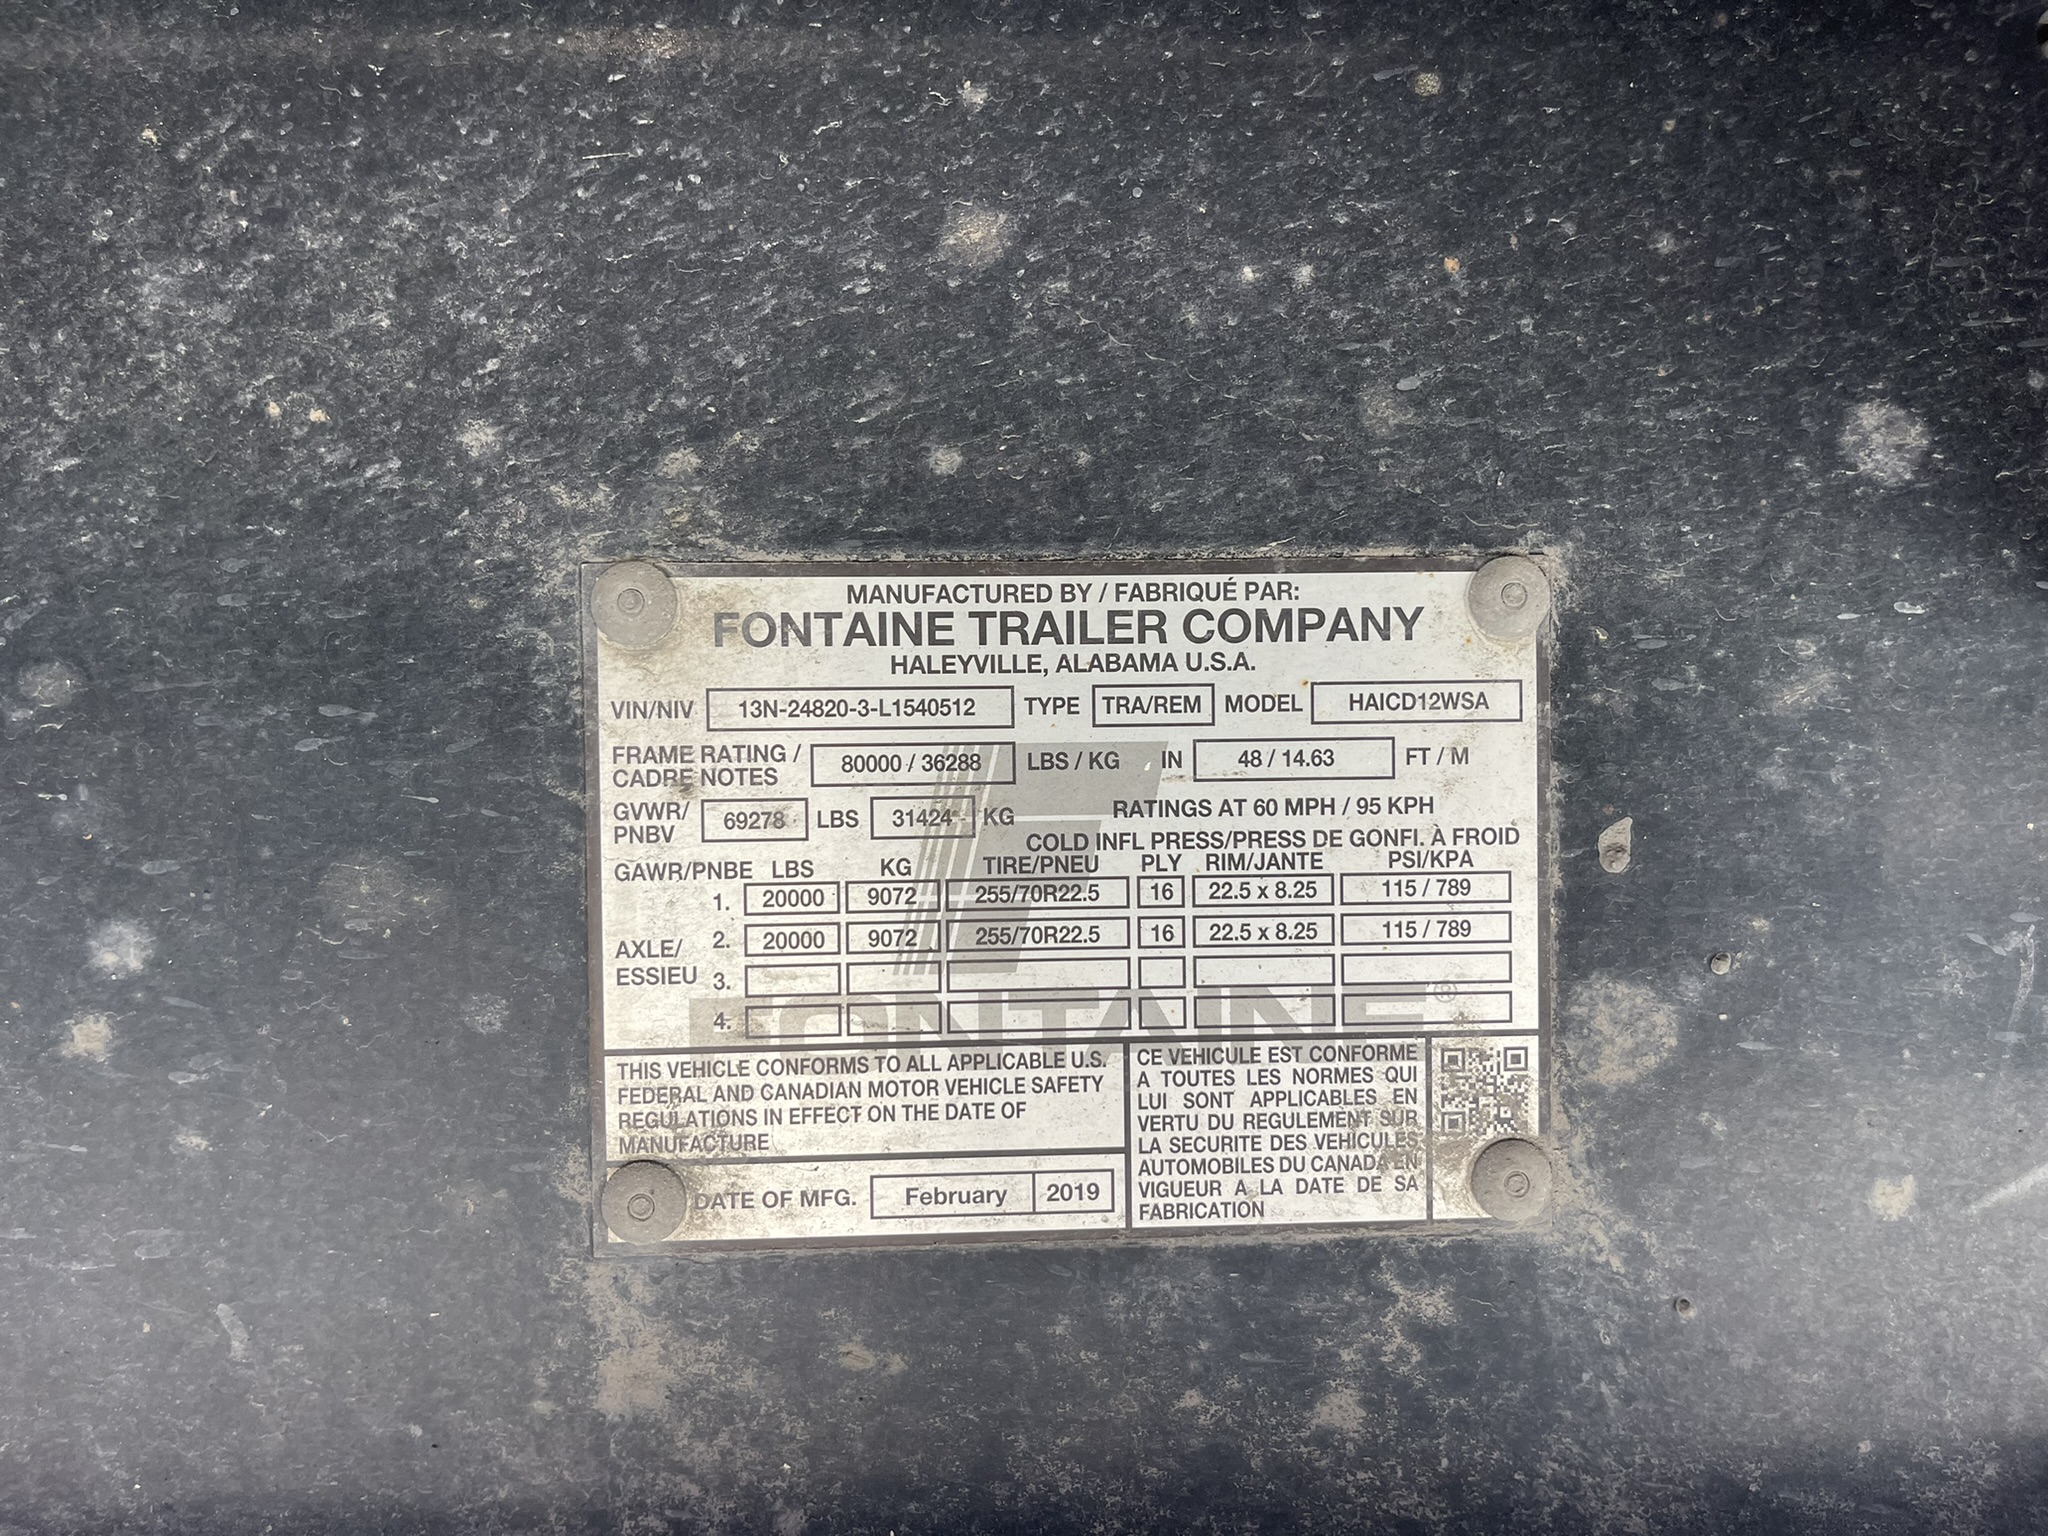 MANUFACTURED BY / FABRIQUÉ PAR:
FONTAINE TRAILER COMPANY
HALEYVILLE, ALABAMA U.S.A.
VIN/NIV 13N-24820-3-L1540512 TYPE TRA/REM MODEL HAICD12WSA
FRAME RATING / CADRE NOTES 80000 / 36288 LBS / KG IN 48 / 14.63 FT / M
GVWR/ PNBV 69278 LBS 31424 KG RATINGS AT 60 MPH / 95 KPH
COLD INFL PRESS/PRESS DE GONFL. À FROID
GAWR/PNBE LBS KG TIRE/PNEU PLY RIM/JANTE PSI/KPA
1. 20000 9072 255/70R22.5 16 22.5 x 8.25 115 / 789
AXLE/ ESSIEU
2. 20000 9072 255/70R22.5 16 22.5 x 8.25 115 / 789
3.
4.
FONTAINE®
THIS VEHICLE CONFORMS TO ALL APPLICABLE U.S.
FEDERAL AND CANADIAN MOTOR VEHICLE SAFETY
REGULATIONS IN EFFECT ON THE DATE OF
MANUFACTURE
DATE OF MFG. February 2019
CE VEHICULE EST CONFORME
A TOUTES LES NORMES QUI
LUI SONT APPLICABLES EN
VERTU DU REGULEMENT SUR
LA SECURITE DES VEHICULES
AUTOMOBILES DU CANADA EN
VIGUEUR A LA DATE DE SA
FABRICATION